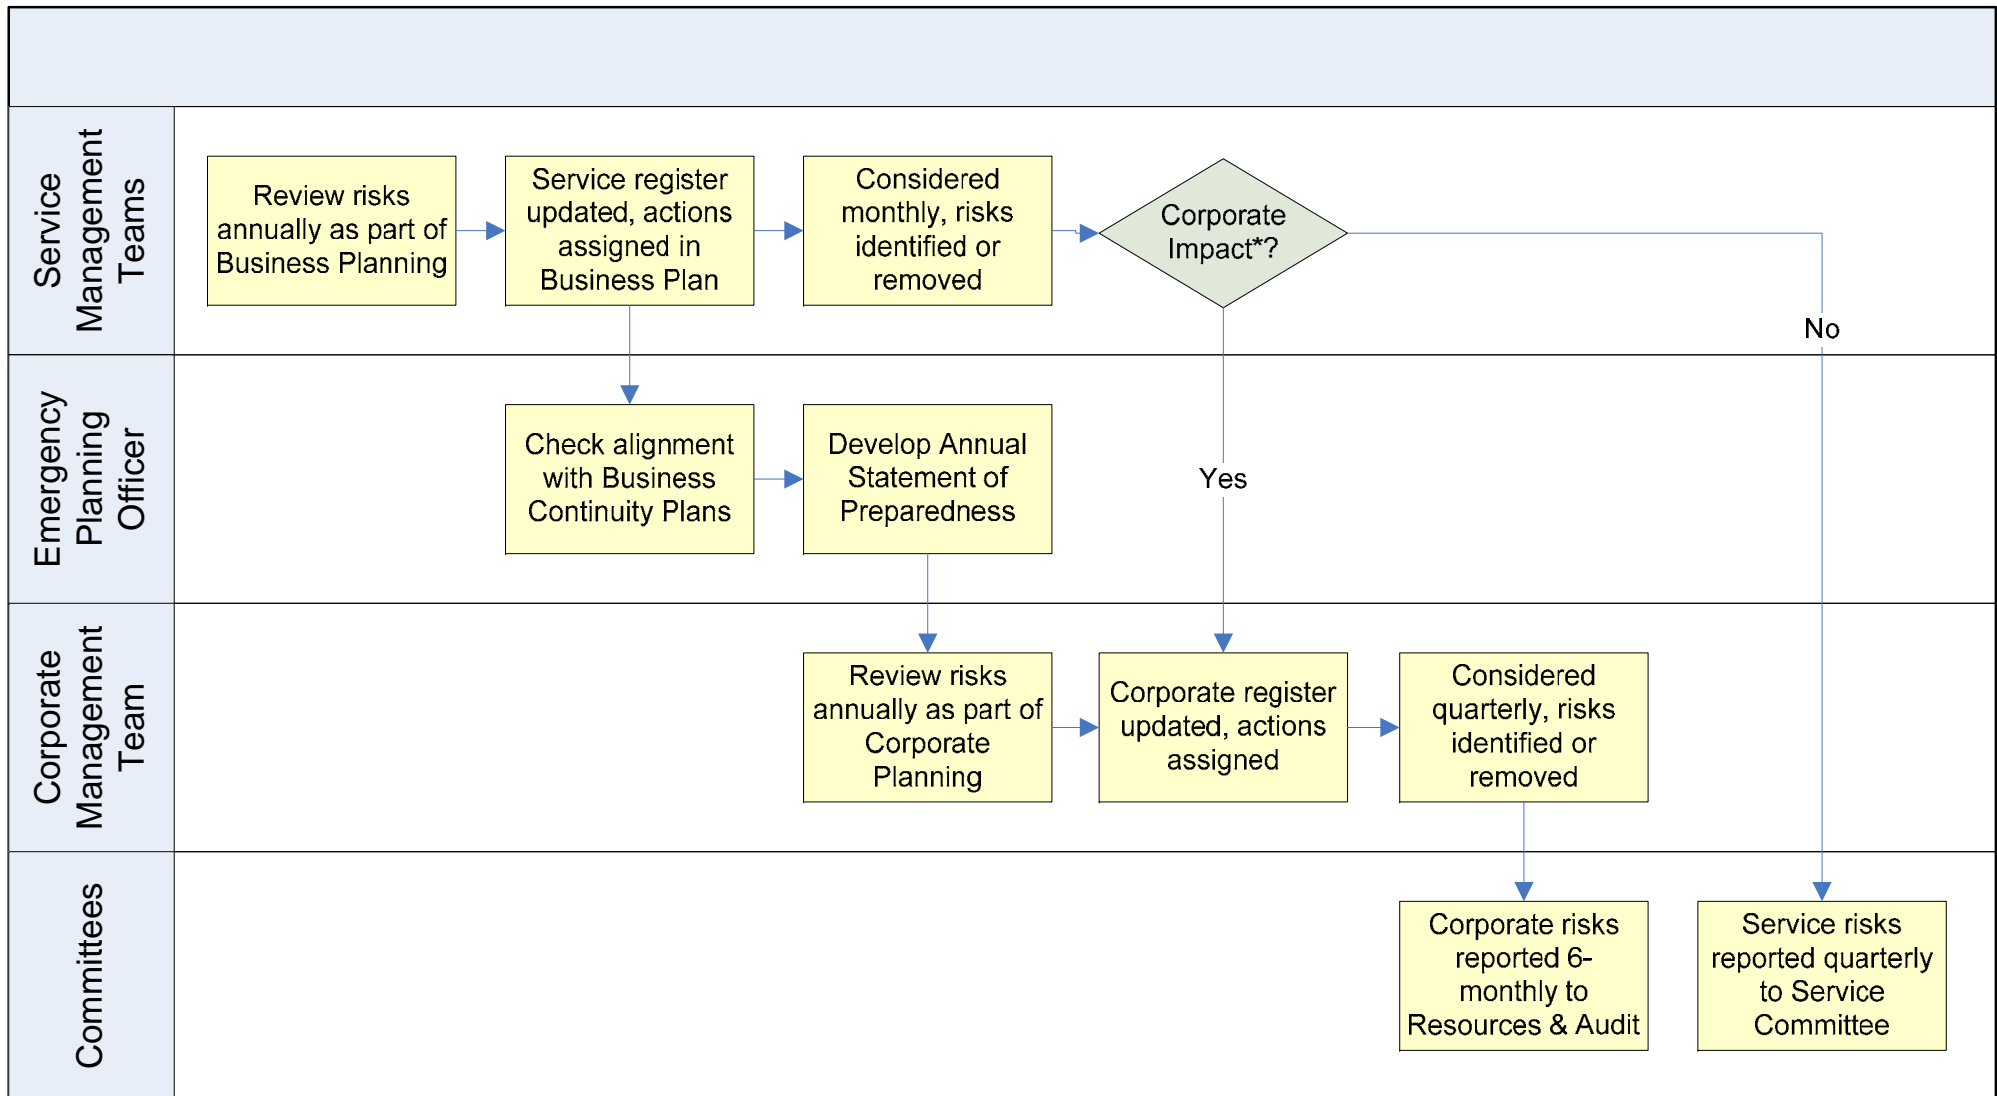 Service
Management
Teams
Review risks
annually as part of
Business Planning
Service register
updated, actions
assigned in
Business Plan
Considered
monthly, risks
identified or
removed
Corporate
Impact*?
No
Emergency
Planning
Officer
Check alignment
with Business
Continuity Plans
Develop Annual
Statement of
Preparedness
Yes
Corporate
Management
Team
Review risks
annually as part of
Corporate
Planning
Corporate register
updated, actions
assigned
Considered
quarterly, risks
identified or
removed
Committees
Corporate risks
reported 6-
monthly to
Resources & Audit
Service risks
reported quarterly
to Service
Committee